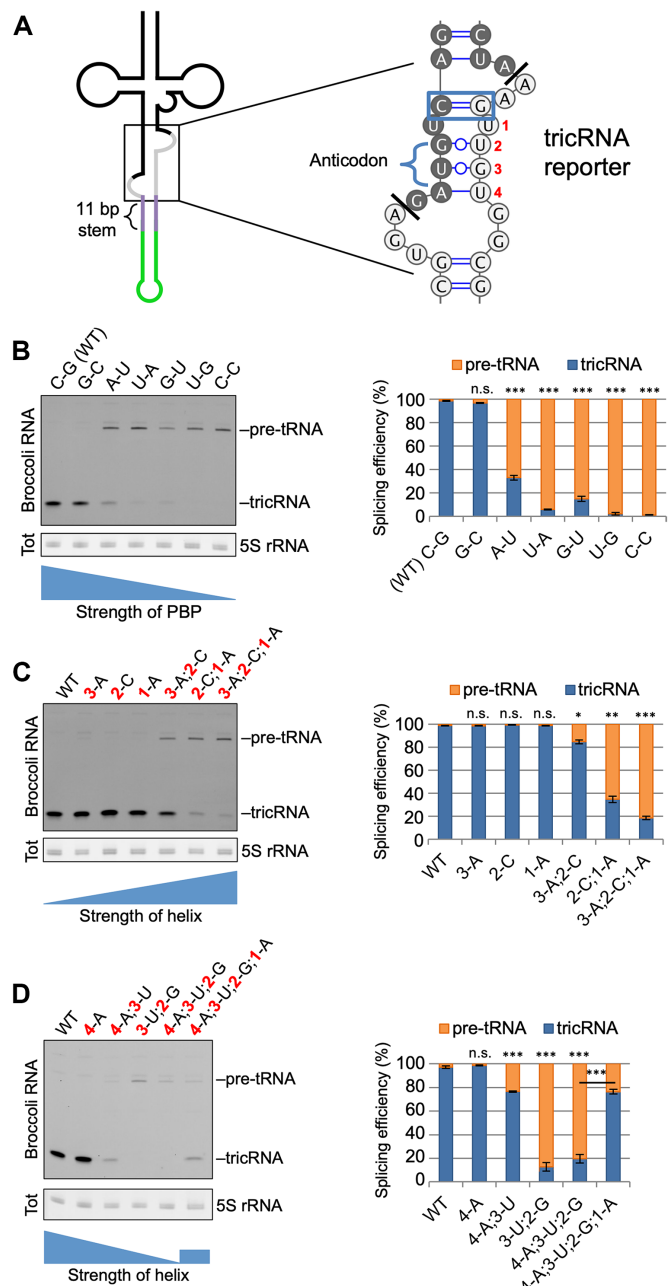 A
11 bp
stem
Anticodon
G C
A U A
A
C G A
U U 1
G U 2
U G 3
A U 4
G
A G
G G
U G C
C G
tricRNA
reporter
B
C-G (WT)
G-C
A-U
U-A
G-U
U-G
C-C
Broccoli RNA
–pre-tRNA
–tricRNA
Tot
5S rRNA
Strength of PBP
pre-tRNA tricRNA
n.s. *** *** *** *** ***
Splicing efficiency (%)
100
80
60
40
20
0
(WT) C-G
G-C
A-U
U-A
G-U
U-G
C-C
C
WT
3-A
2-C
1-A
3-A;2-C
2-C;1-A
3-A;2-C;1-A
Broccoli RNA
–pre-tRNA
–tricRNA
Tot
5S rRNA
Strength of helix
pre-tRNA tricRNA
n.s. n.s. n.s. * ** ***
Splicing efficiency (%)
100
80
60
40
20
0
WT
3-A
2-C
1-A
3-A;2-C
2-C;1-A
3-A;2-C;1-A
D
WT
4-A
4-A;3-U
3-U;2-G
4-A;3-U;2-G
4-A;3-U;2-G;1-A
Broccoli RNA
–pre-tRNA
–tricRNA
Tot
5S rRNA
Strength of helix
pre-tRNA tricRNA
n.s. *** *** ***
***
Splicing efficiency (%)
100
80
60
40
20
0
WT
4-A
4-A;3-U
3-U;2-G
4-A;3-U;2-G
4-A;3-U;2-G;1-A